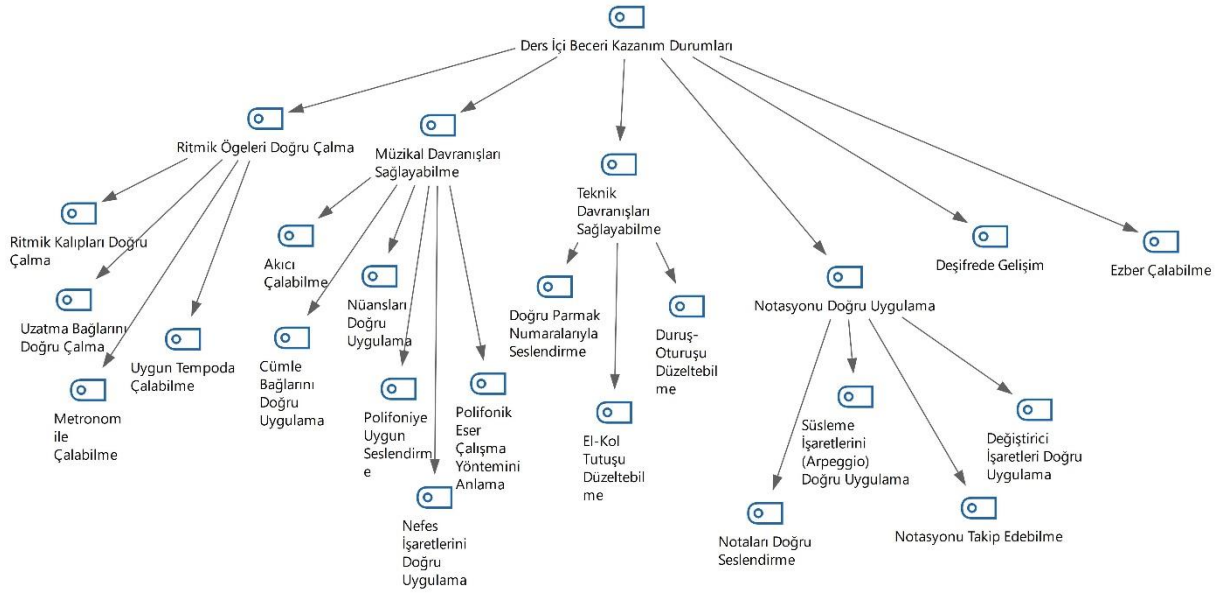 Ders İçi Beceri Kazanım Durumları
Ritmik Ögeleri Doğru Çalma
Müzikal Davranışları
Sağlayabilme
Teknik
Davranışları
Sağlayabilme
Notasyonu Doğru Uygulama
Deşifrede Gelişim
Ezber Çalabilme
Ritmik Kalıpları Doğru
Çalma
Uzatma Bağlarını
Doğru Çalma
Metronom
ile
Çalabilme
Uygun Tempoda
Çalabilme
Akıcı
Çalabilme
Cümle
Bağlarını
Doğru
Uygulama
Nüansları
Doğru
Uygulama
Polifoniye
Uygun
Seslendirm
e
Nefes
İşaretlerini
Doğru
Uygulama
Polifonik
Eser
Çalışma
Yöntemini
Anlama
Doğru Parmak
Numaralarıyla
Seslendirme
El-Kol
Tutuşu
Düzeltebil
me
Duruş-
Oturuşu
Düzeltebil
me
Notaları Doğru
Seslendirme
Süsleme
İşaretlerini
(Arpeggio)
Doğru Uygulama
Notasyonu Takip Edebilme
Değiştirici
İşaretleri Doğru
Uygulama